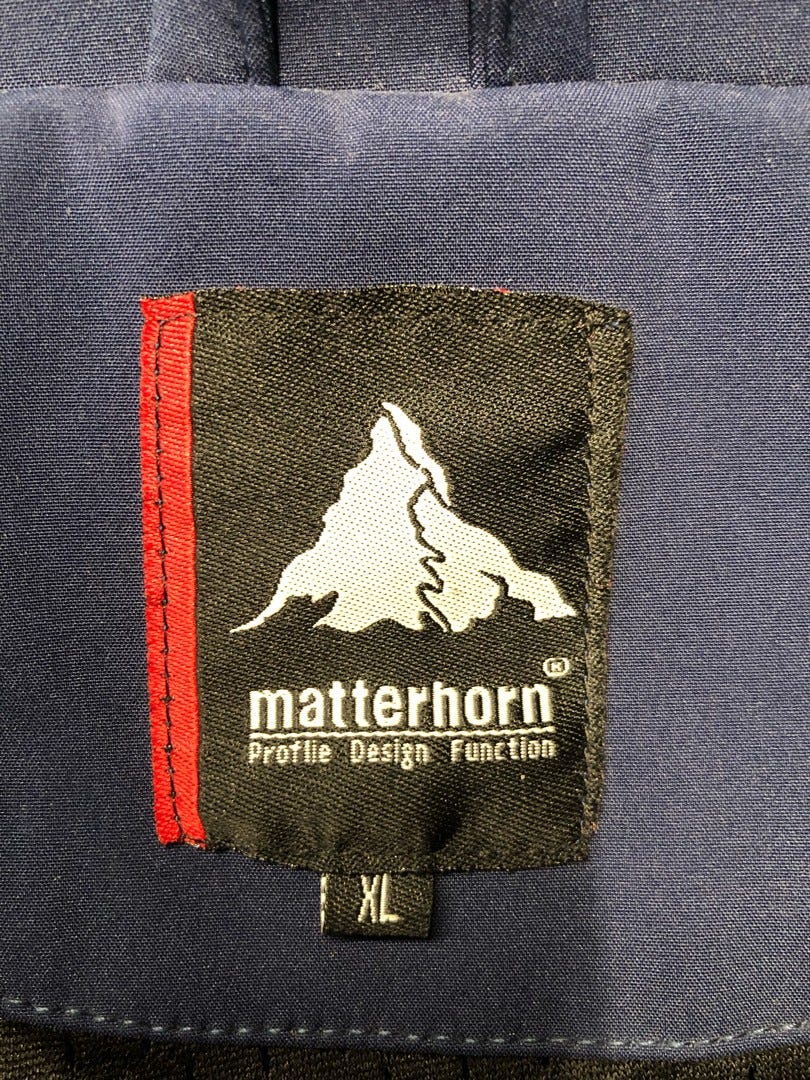 matterhorn®
Proflie Design Function
XL